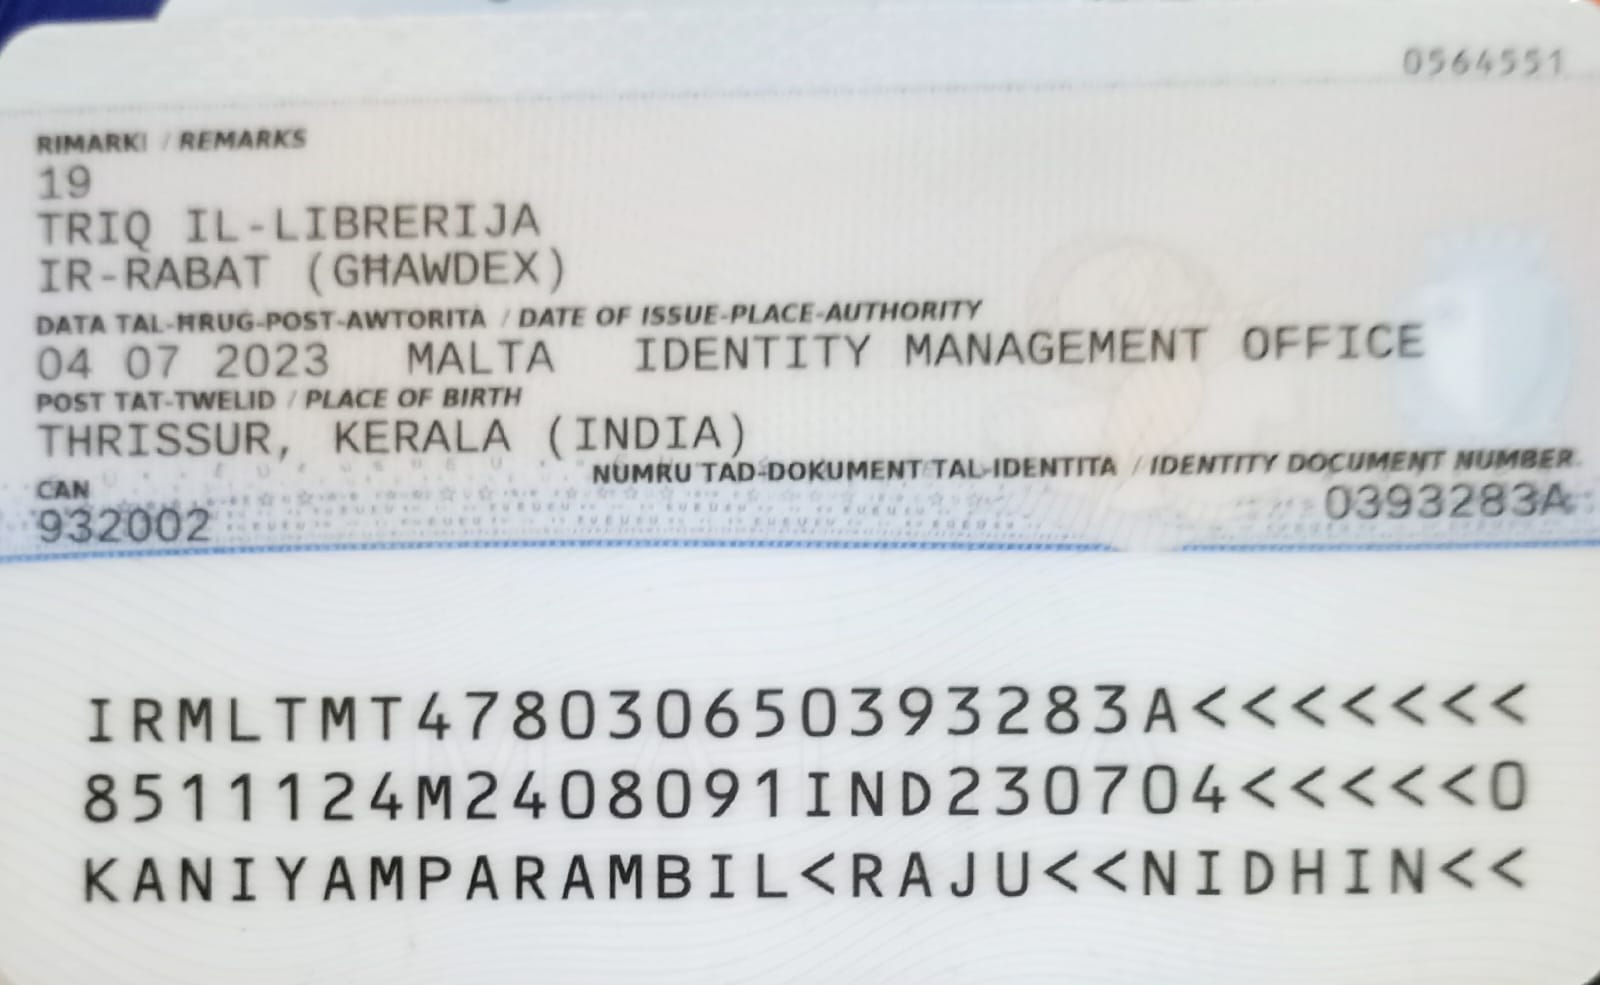 0564551
RIMARKI / REMARKS
19
TRIQ IL-LIBRERIJA
IR-RABAT (GĦAWDEX)
DATA TAL-ĦRUG-POST-AWTORITA / DATE OF ISSUE-PLACE-AUTHORITY
04 07 2023 MALTA IDENTITY MANAGEMENT OFFICE
POST TAT-TWELID / PLACE OF BIRTH
THRISSUR, KERALA (INDIA)
NUMRU TAD-DOKUMENT TAL-IDENTITA / IDENTITY DOCUMENT NUMBER
CAN
0393283A
932002
IRMLTMT478030650393283A<<<<<<<
8511124M2408091IND230704<<<<<0
KANIYAMPARAMBIL<RAJU<<NIDHIN<<